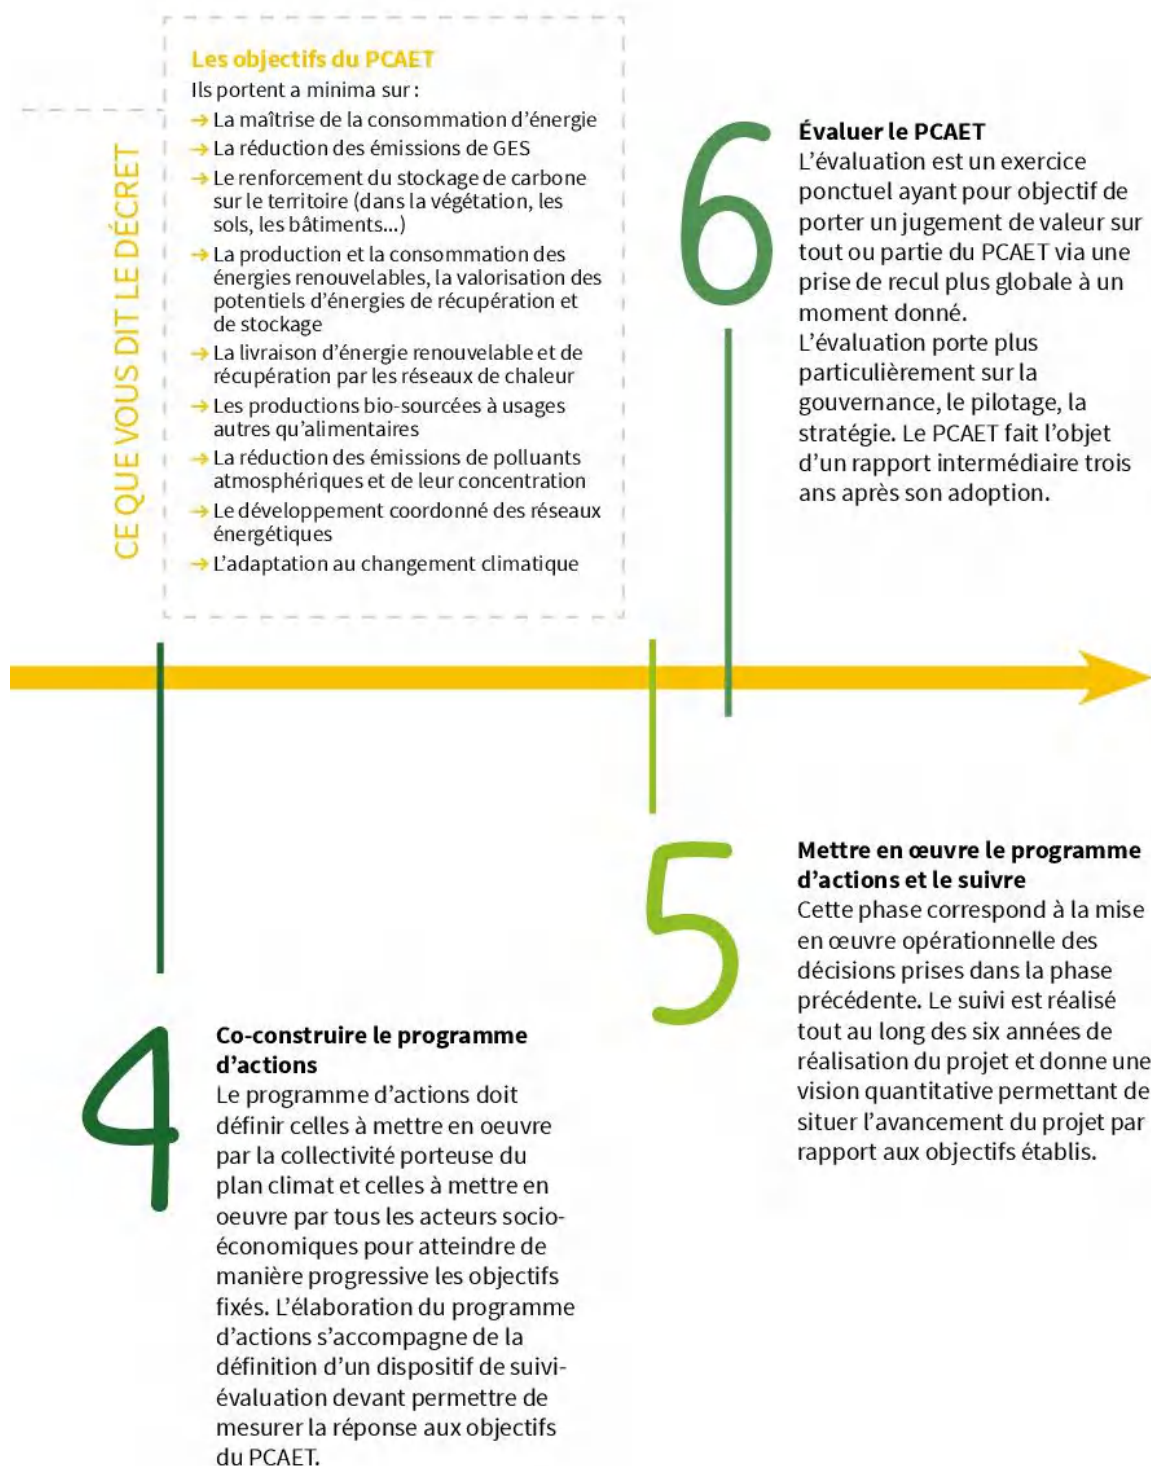 CE QUE VOUS DIT LE DÉCRET
Les objectifs du PCAET
Ils portent a minima sur :
→ La maîtrise de la consommation d’énergie
→ La réduction des émissions de GES
→ Le renforcement du stockage de carbone
sur le territoire (dans la végétation, les
sols, les bâtiments...)
→ La production et la consommation des
énergies renouvelables, la valorisation des
potentiels d’énergies de récupération et
de stockage
→ La livraison d’énergie renouvelable et de
récupération par les réseaux de chaleur
→ Les productions bio-sourcées à usages
autres qu’alimentaires
→ La réduction des émissions de polluants
atmosphériques et de leur concentration
→ Le développement coordonné des réseaux
énergétiques
→ L’adaptation au changement climatique
4
Co-construire le programme
d’actions
Le programme d’actions doit
définir celles à mettre en oeuvre
par la collectivité porteuse du
plan climat et celles à mettre en
oeuvre par tous les acteurs socio-
économiques pour atteindre de
manière progressive les objectifs
fixés. L’élaboration du programme
d’actions s’accompagne de la
définition d’un dispositif de suivi-
évaluation devant permettre de
mesurer la réponse aux objectifs
du PCAET.
5
Mettre en œuvre le programme
d’actions et le suivre
Cette phase correspond à la mise
en œuvre opérationnelle des
décisions prises dans la phase
précédente. Le suivi est réalisé
tout au long des six années de
réalisation du projet et donne une
vision quantitative permettant de
situer l’avancement du projet par
rapport aux objectifs établis.
6
Évaluer le PCAET
L’évaluation est un exercice
ponctuel ayant pour objectif de
porter un jugement de valeur sur
tout ou partie du PCAET via une
prise de recul plus globale à un
moment donné.
L’évaluation porte plus
particulièrement sur la
gouvernance, le pilotage, la
stratégie. Le PCAET fait l’objet
d’un rapport intermédiaire trois
ans après son adoption.